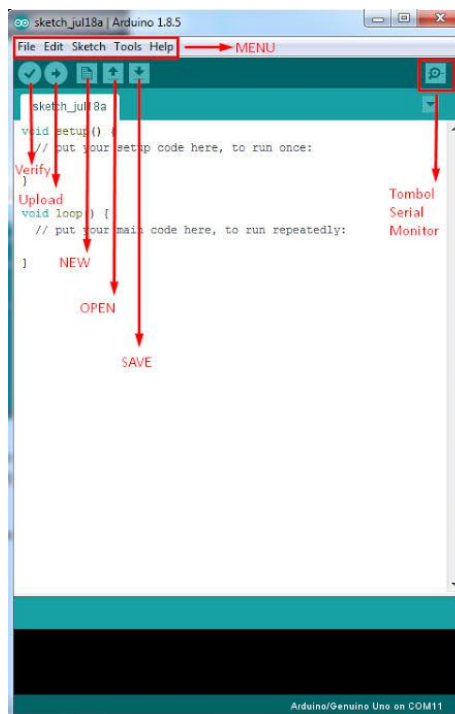 sketch_jul18a | Arduino 1.8.5
File Edit Sketch Tools Help
MENU
sketch_jul18a
void setup() {
// put your setup code here, to run once:
Verify
}
Upload
void loop() {
// put your main code here, to run repeatedly:
}
NEW
OPEN
SAVE
Tombol
Serial
Monitor
Arduino/Genuino Uno on COM11